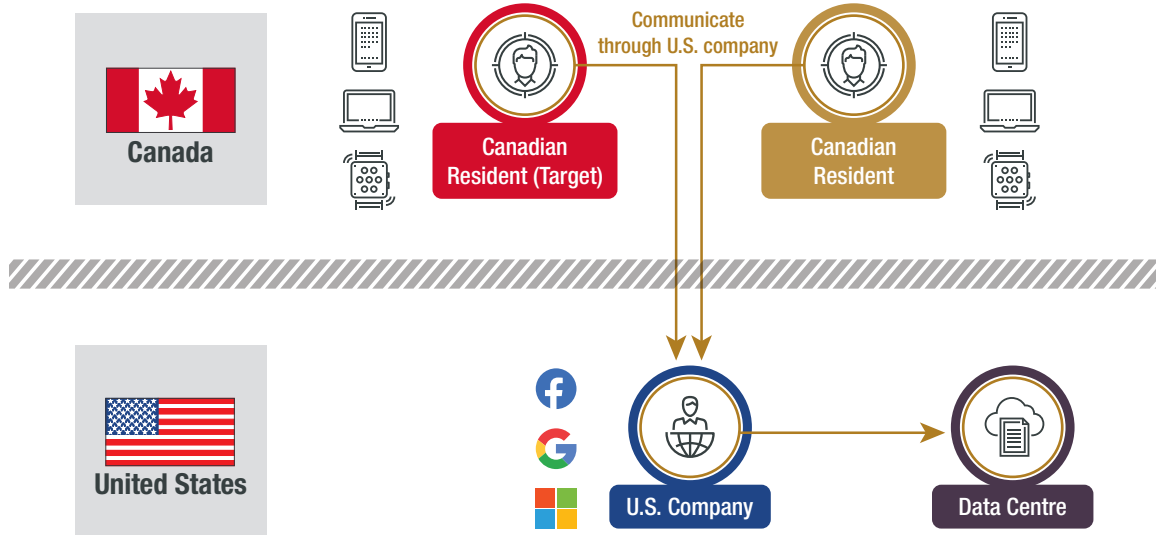 Communicate
through U.S. company
Canada
Canadian
Resident (Target)
Canadian
Resident
United States
U.S. Company
Data Centre